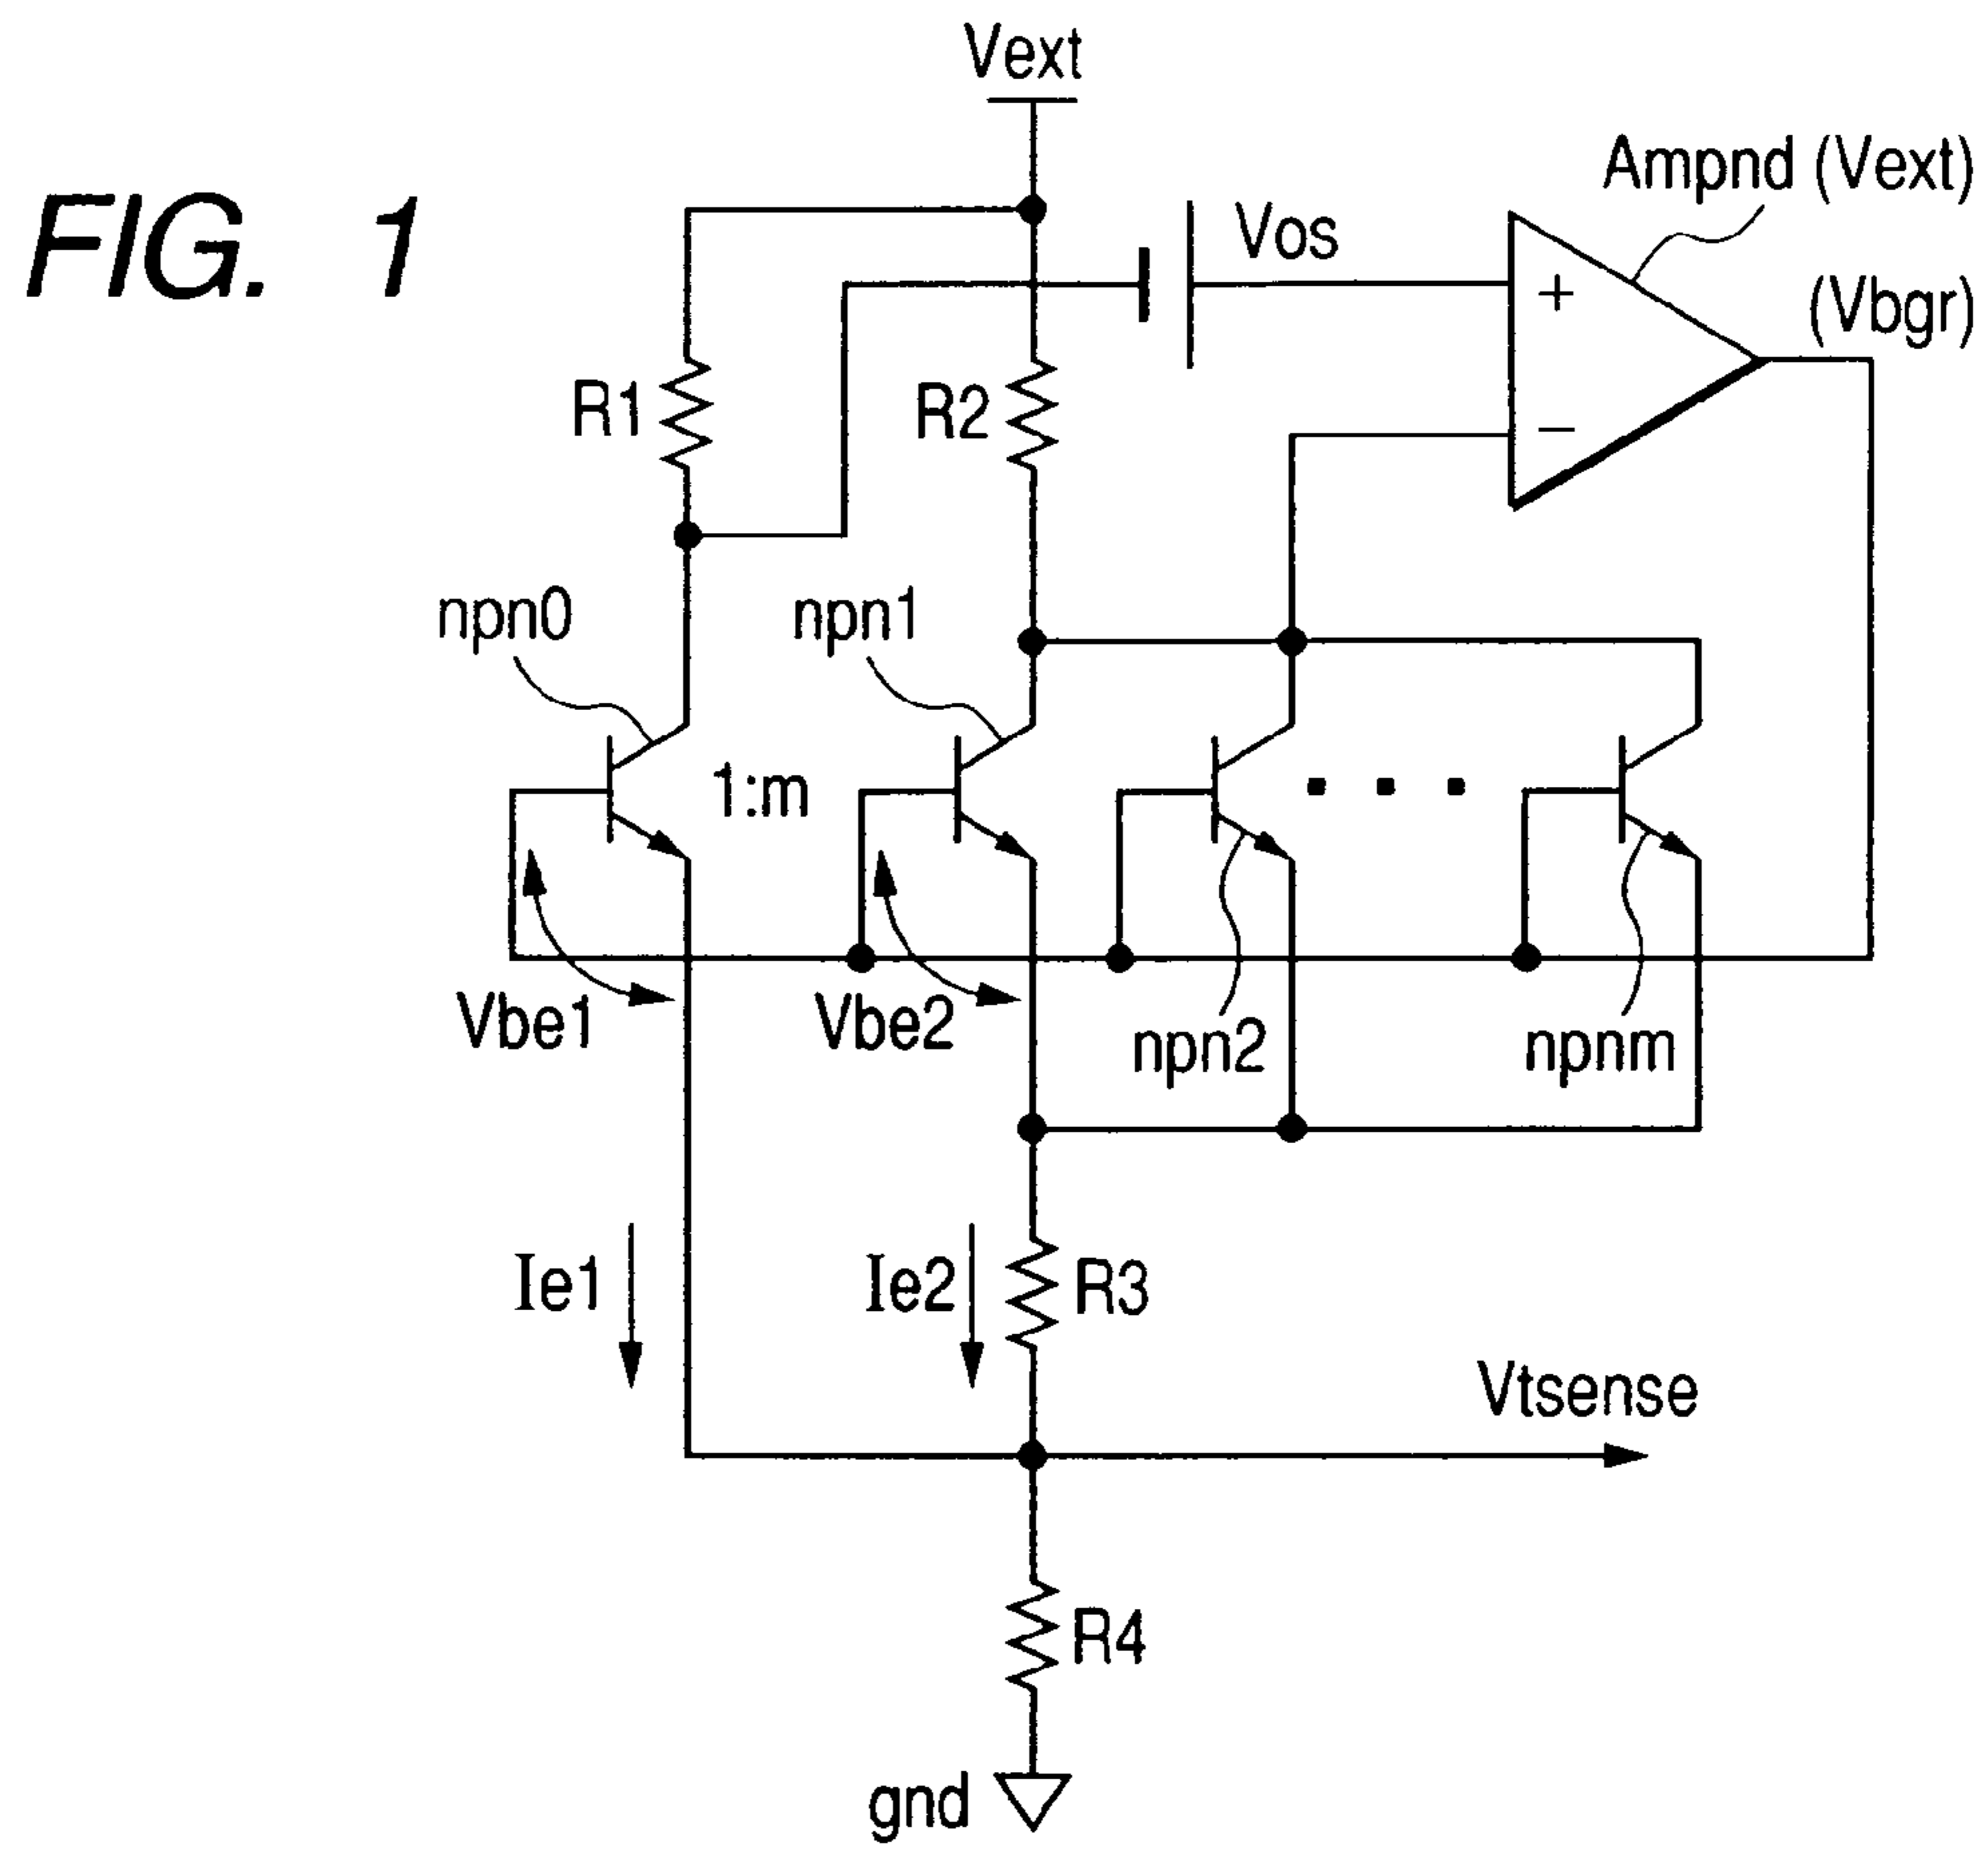 Vext
FIG. 1
Ampnd (Vext)
Vos
(Vbgr)
+
R1
R2
−
npn0
npn1
1:m
Vbe1
Vbe2
npn2
npnm
Ie1
Ie2
R3
Vtsense
R4
gnd